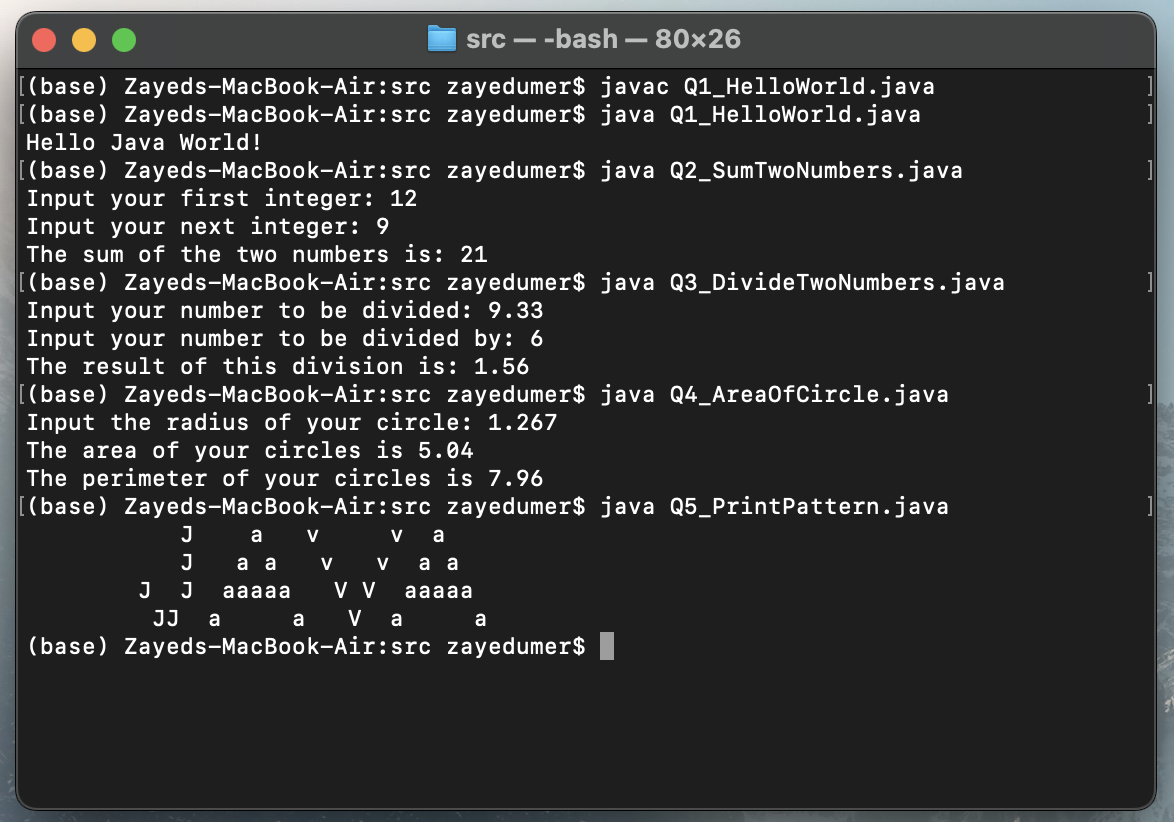 src — -bash — 80×26
[(base) Zayeds-MacBook-Air:src zayedumer$ javac Q1_HelloWorld.java ]
[(base) Zayeds-MacBook-Air:src zayedumer$ java Q1_HelloWorld.java ]
Hello Java World!
[(base) Zayeds-MacBook-Air:src zayedumer$ java Q2_SumTwoNumbers.java ]
Input your first integer: 12
Input your next integer: 9
The sum of the two numbers is: 21
[(base) Zayeds-MacBook-Air:src zayedumer$ java Q3_DivideTwoNumbers.java ]
Input your number to be divided: 9.33
Input your number to be divided by: 6
The result of this division is: 1.56
[(base) Zayeds-MacBook-Air:src zayedumer$ java Q4_AreaOfCircle.java ]
Input the radius of your circle: 1.267
The area of your circles is 5.04
The perimeter of your circles is 7.96
[(base) Zayeds-MacBook-Air:src zayedumer$ java Q5_PrintPattern.java ]
           J    a   v     v  a
           J   a a   v   v  a a
        J  J  aaaaa   V V  aaaaa
         JJ  a     a   V  a     a
(base) Zayeds-MacBook-Air:src zayedumer$